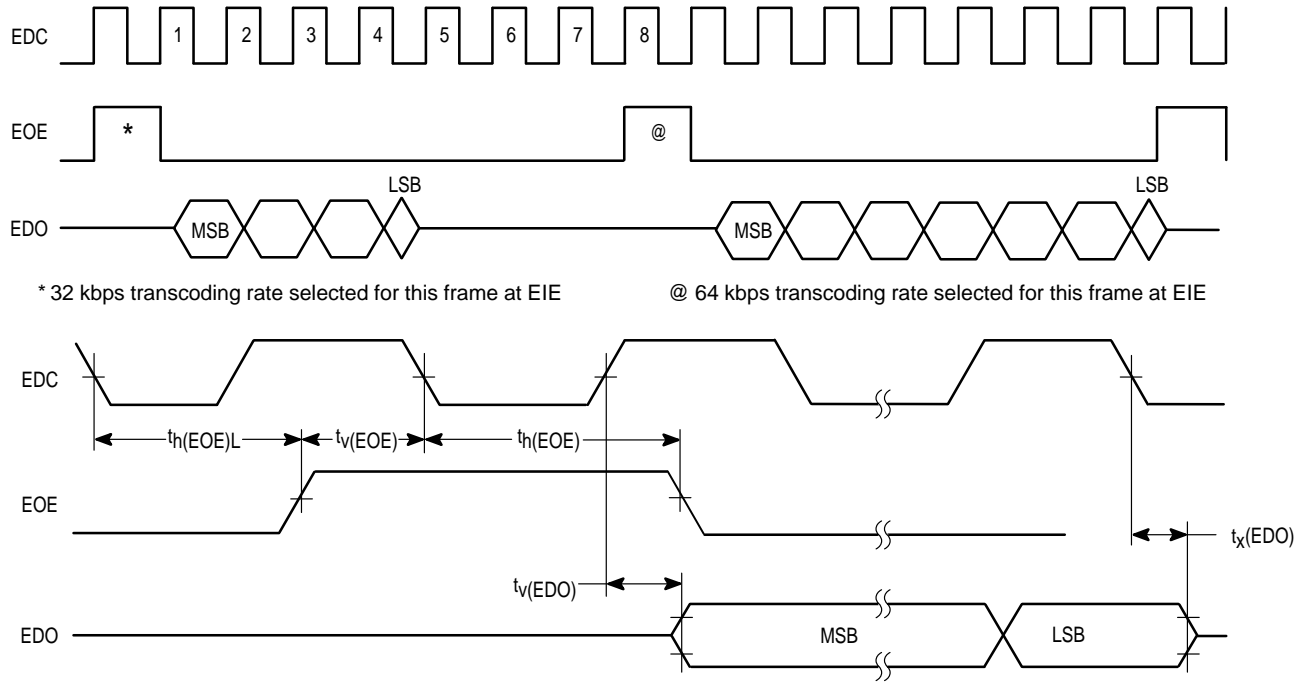 EDC
1 2 3 4 5 6 7 8
EOE
* @
LSB LSB
EDO
MSB MSB
* 32 kbps transcoding rate selected for this frame at EIE
@ 64 kbps transcoding rate selected for this frame at EIE
EDC
th(EOE)L tv(EOE) th(EOE)
EOE
tx(EDO)
tv(EDO)
EDO
MSB LSB